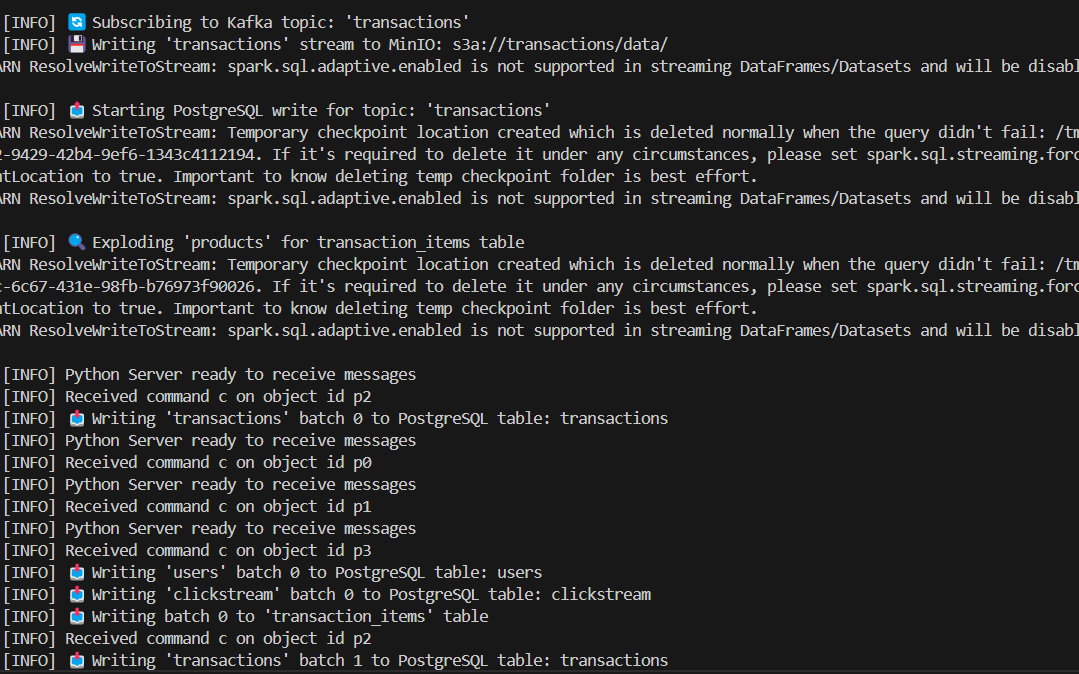 [INFO] 🔄 Subscribing to Kafka topic: 'transactions'
[INFO] 💾 Writing 'transactions' stream to MinIO: s3a://transactions/data/
ARN ResolveWriteToStream: spark.sql.adaptive.enabled is not supported in streaming DataFrames/Datasets and will be disabl
[INFO] 📥 Starting PostgreSQL write for topic: 'transactions'
ARN ResolveWriteToStream: Temporary checkpoint location created which is deleted normally when the query didn't fail: /tm
-9429-42b4-9ef6-1343c4112194. If it's required to delete it under any circumstances, please set spark.sql.streaming.forc
ntLocation to true. Important to know deleting temp checkpoint folder is best effort.
ARN ResolveWriteToStream: spark.sql.adaptive.enabled is not supported in streaming DataFrames/Datasets and will be disabl
[INFO] 🔍 Exploding 'products' for transaction_items table
ARN ResolveWriteToStream: Temporary checkpoint location created which is deleted normally when the query didn't fail: /tm
-6c67-431e-98fb-b76973f90026. If it's required to delete it under any circumstances, please set spark.sql.streaming.forc
ntLocation to true. Important to know deleting temp checkpoint folder is best effort.
ARN ResolveWriteToStream: spark.sql.adaptive.enabled is not supported in streaming DataFrames/Datasets and will be disabl
[INFO] Python Server ready to receive messages
[INFO] Received command c on object id p2
[INFO] 📥 Writing 'transactions' batch 0 to PostgreSQL table: transactions
[INFO] Python Server ready to receive messages
[INFO] Received command c on object id p0
[INFO] Python Server ready to receive messages
[INFO] Received command c on object id p1
[INFO] Python Server ready to receive messages
[INFO] Received command c on object id p3
[INFO] 📥 Writing 'users' batch 0 to PostgreSQL table: users
[INFO] 📥 Writing 'clickstream' batch 0 to PostgreSQL table: clickstream
[INFO] 📥 Writing batch 0 to 'transaction_items' table
[INFO] Received command c on object id p2
[INFO] 📥 Writing 'transactions' batch 1 to PostgreSQL table: transactions